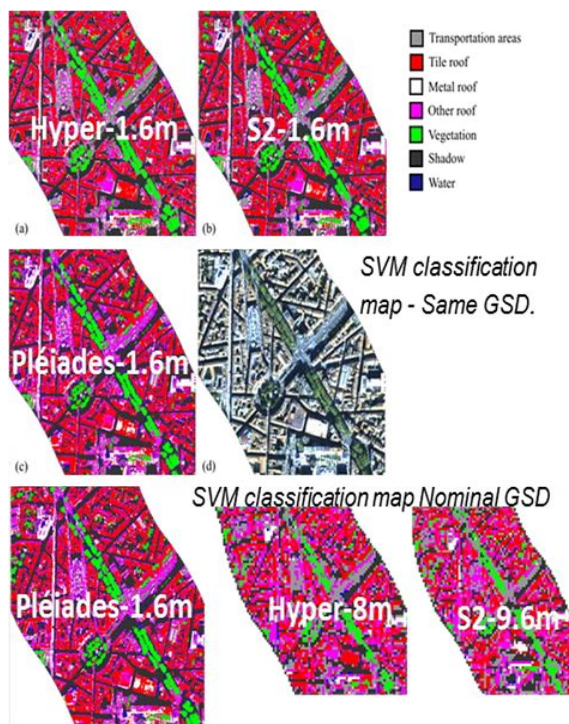 Transportation areas
Tile roof
Metal roof
Other roof
Vegetation
Shadow
Water
Hyper-1.6m
S2-1.6m
(a)
(b)
SVM classification
map - Same GSD.
Pléiades-1.6m
(c)
(d)
SVM classification map Nominal GSD
Pléiades-1.6m
Hyper-8m
S2-9.6m